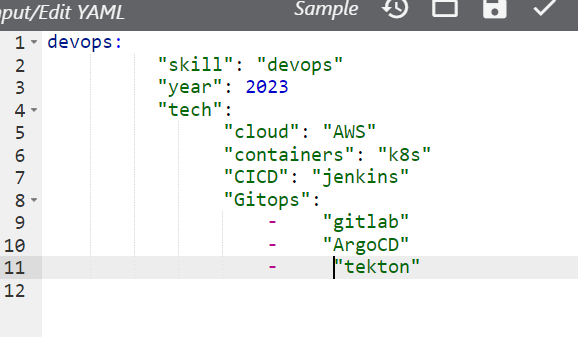 nput/Edit YAML Sample
1 devops:
2 "skill": "devops"
3 "year": 2023
4 "tech":
5 "cloud": "AWS"
6 "containers": "k8s"
7 "CICD": "jenkins"
8 "Gitops":
9 - "gitlab"
10 - "ArgoCD"
11 - "tekton"
12